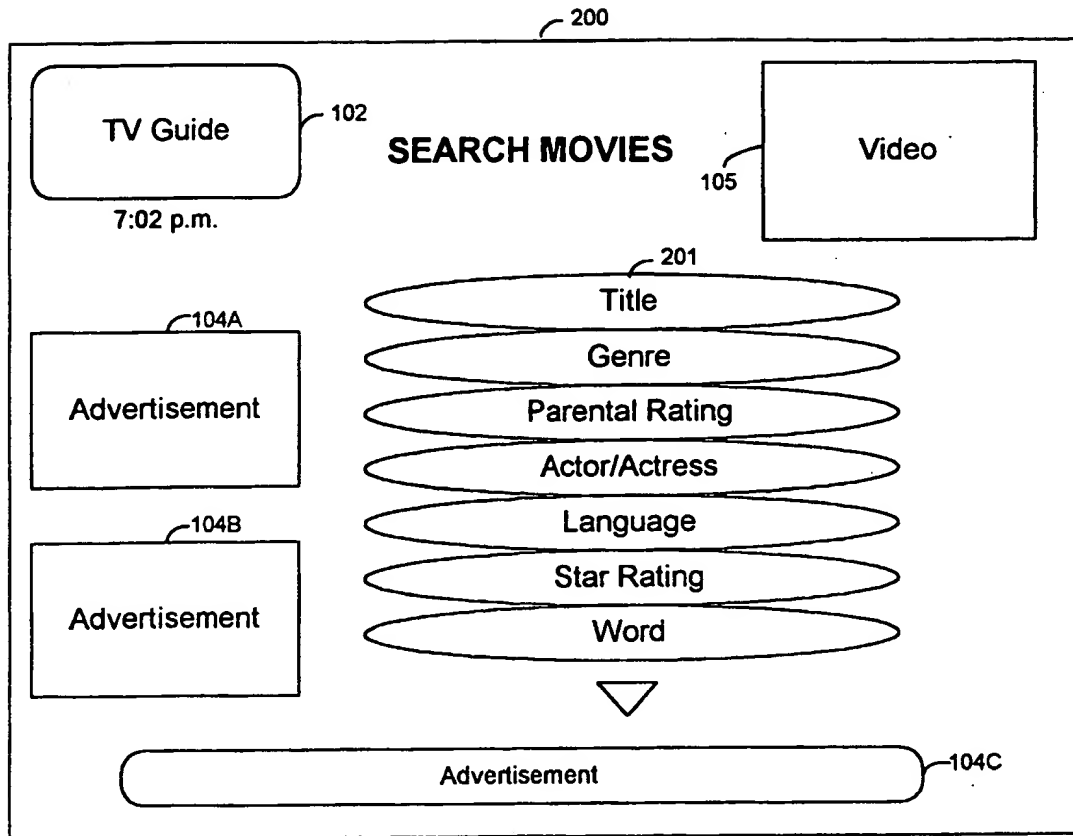 200
TV Guide
102
SEARCH MOVIES
Video
105
7:02 p.m.
201
Title
104A
Genre
Advertisement
Parental Rating
Actor/Actress
104B
Language
Advertisement
Star Rating
Word
Advertisement
104C